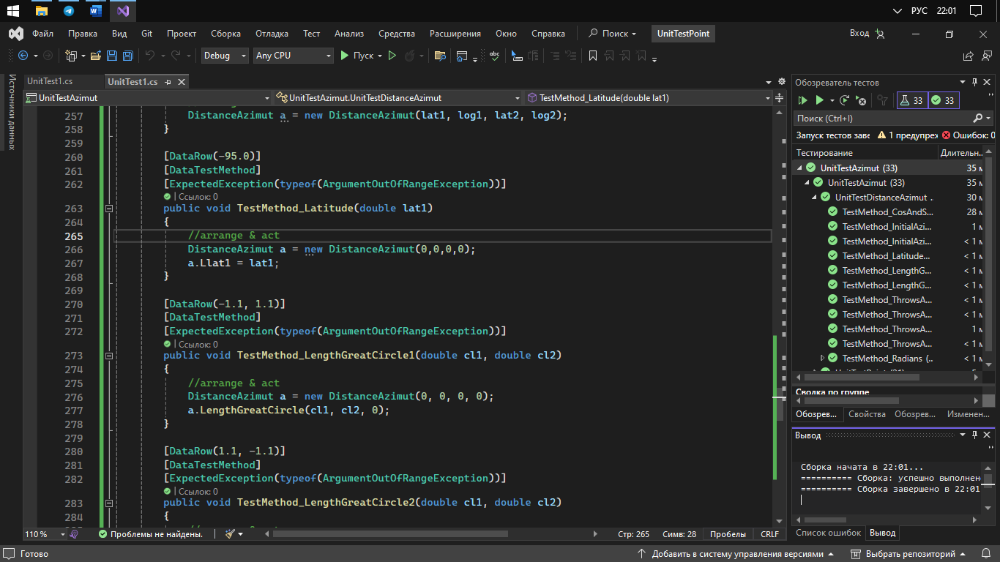 РУС 22:01
Файл Правка Вид Git Проект Сборка Отладка Тест Анализ Средства Расширения Окно Справка Поиск UnitTestPoint Вход
Debug Any CPU Пуск
Источники данных
UnitTest1.cs UnitTest1.cs
UnitTestAzimut UnitTestAzimut.UnitTestDistanceAzimut TestMethod_Latitude(double lat1)
257 DistanceAzimut a = new DistanceAzimut(lat1, log1, lat2, log2);
258 }
259
260 [DataRow(-95.0)]
261 [DataTestMethod]
262 [ExpectedException(typeof(ArgumentOutOfRangeException))]
| Ссылок: 0
263 public void TestMethod_Latitude(double lat1)
264 {
265 //arrange & act
266 DistanceAzimut a = new DistanceAzimut(0,0,0,0);
267 a.Llat1 = lat1;
268 }
269
270 [DataRow(-1.1, 1.1)]
271 [DataTestMethod]
272 [ExpectedException(typeof(ArgumentOutOfRangeException))]
| Ссылок: 0
273 public void TestMethod_LengthGreatCircle1(double cl1, double cl2)
274 {
275 //arrange & act
276 DistanceAzimut a = new DistanceAzimut(0, 0, 0, 0);
277 a.LengthGreatCircle(cl1, cl2, 0);
278 }
279
280 [DataRow(1.1, -1.1)]
281 [DataTestMethod]
282 [ExpectedException(typeof(ArgumentOutOfRangeException))]
| Ссылок: 0
283 public void TestMethod_LengthGreatCircle2(double cl1, double cl2)
284 {
110 % Проблемы не найдены. Стр: 265 Симв: 28 Пробелы CRLF
Обозреватель тестов
33 33
Поиск (Ctrl+I)
Запуск тестов заве 1 предупреж Ошибок: 0
Тестирование Длительн...
UnitTestAzimut (33) 35 м
UnitTestAzimut (33) 35 м
UnitTestDistanceAzimut .. 30 м
TestMethod_CosAndS... 28 м
TestMethod_InitialAzi... 1 м
TestMethod_InitialAzi... < 1 м
TestMethod_Latitude... < 1 м
TestMethod_LengthG... < 1 м
TestMethod_LengthG... < 1 м
TestMethod_ThrowsA... < 1 м
TestMethod_ThrowsA... < 1 м
TestMethod_ThrowsA... 1 м
TestMethod_ThrowsA... < 1 м
TestMethod_Radians (.. < 1 м
Сводка по группе
Обозрев... Свойства Обозрев... Изменен...
Вывод
Сборка начата в 22:01...
========== Сборка: успешно выполнен
========== Сборка завершено в 22:01
Список ошибок Вывод
Готово Добавить в систему управления версиями Выбрать репозиторий